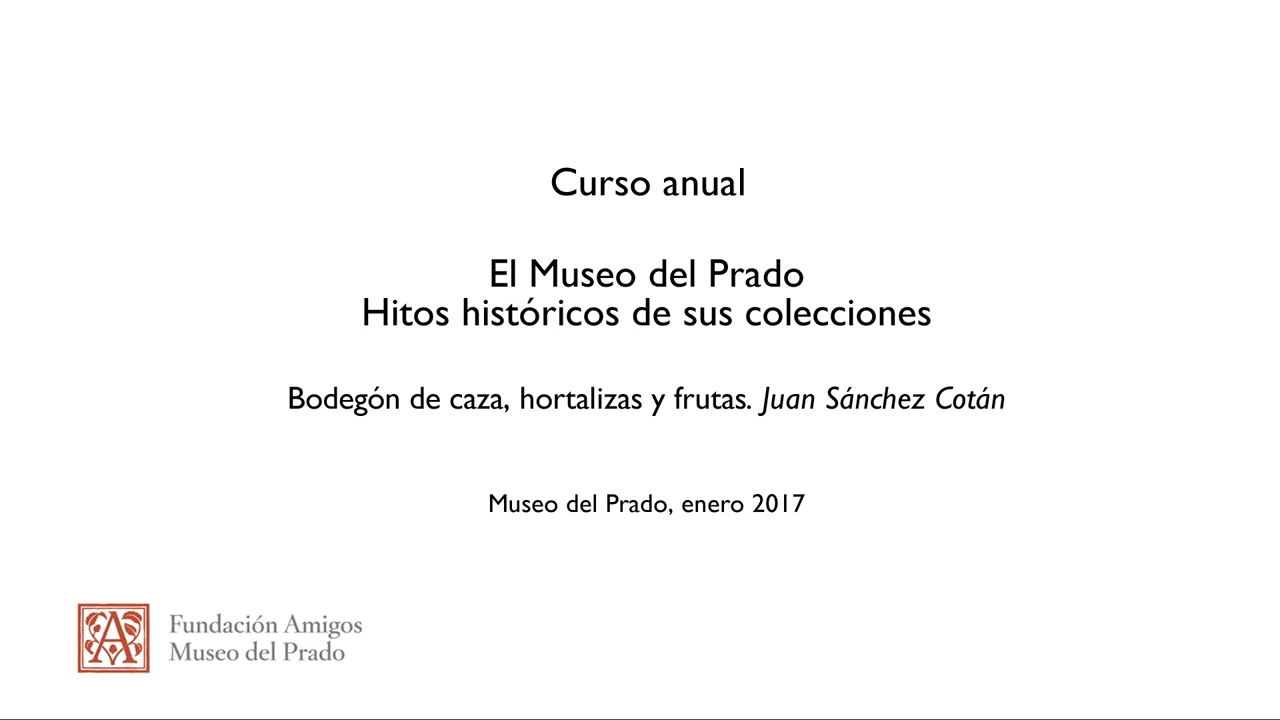 Curso anual
El Museo del Prado
Hitos históricos de sus colecciones
Bodegón de caza, hortalizas y frutas. Juan Sánchez Cotán
Museo del Prado, enero 2017
A
Fundación Amigos
Museo del Prado